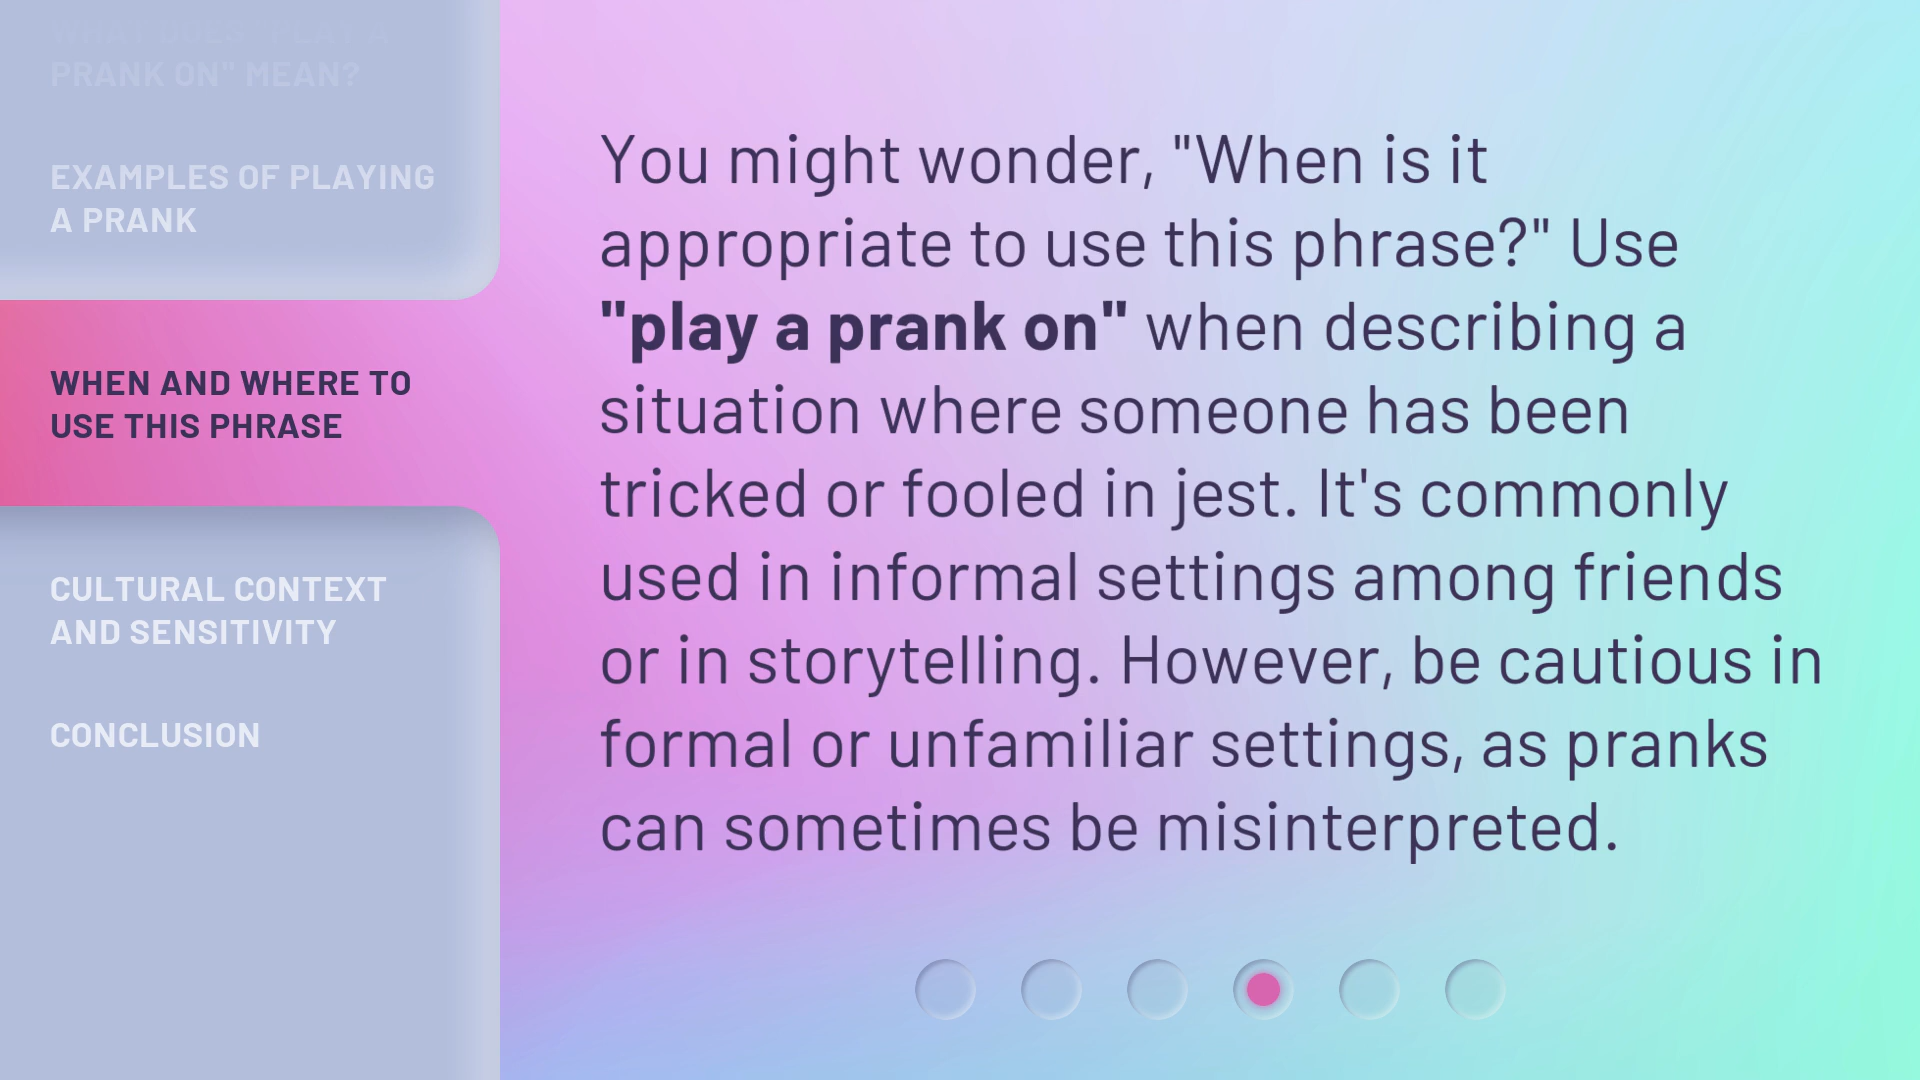 WHAT DOES "PLAY A
PRANK ON" MEAN?
EXAMPLES OF PLAYING
A PRANK
WHEN AND WHERE TO
USE THIS PHRASE
CULTURAL CONTEXT
AND SENSITIVITY
CONCLUSION
You might wonder, "When is it
appropriate to use this phrase?" Use
"play a prank on" when describing a
situation where someone has been
tricked or fooled in jest. It's commonly
used in informal settings among friends
or in storytelling. However, be cautious in
formal or unfamiliar settings, as pranks
can sometimes be misinterpreted.